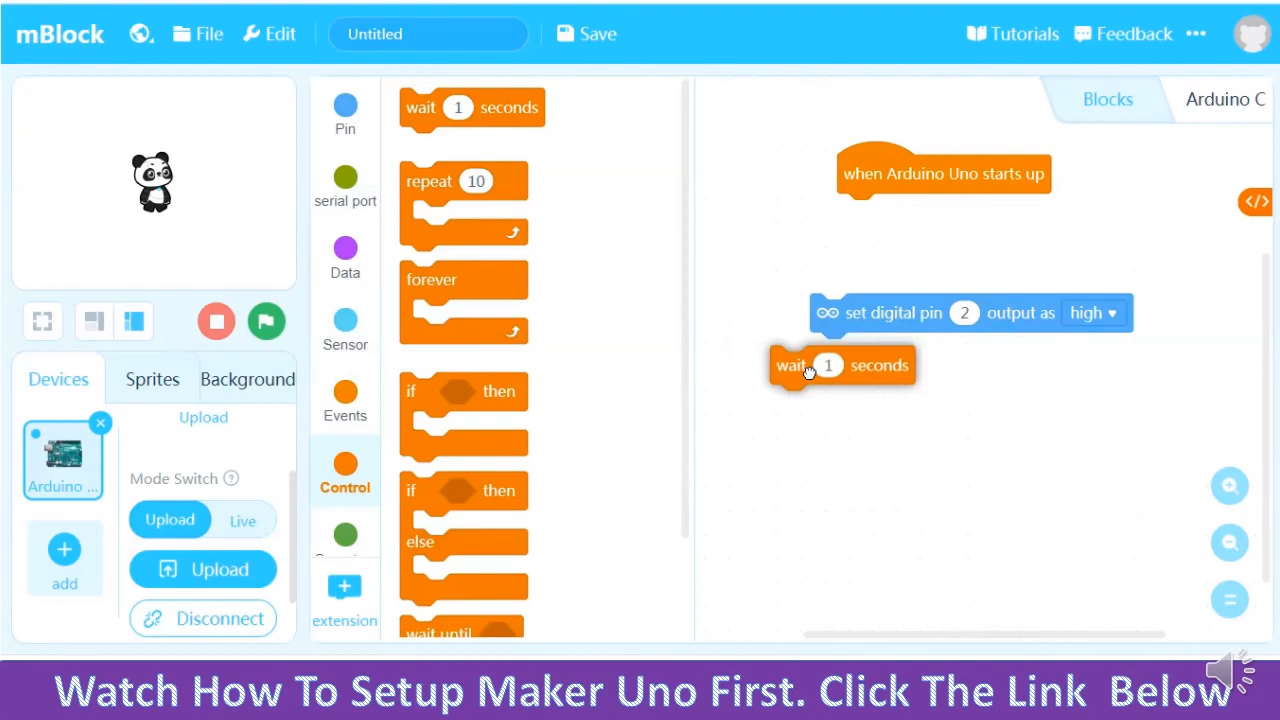 mBlock
File
Edit
Untitled
Save
Tutorials
Feedback
Pin
serial port
Data
Sensor
Events
Control
extension
wait 1 seconds
repeat 10
forever
if then
if then
else
wait until
Blocks
Arduino C
when Arduino Uno starts up
set digital pin 2 output as high
wait 1 seconds
Devices
Sprites
Background
Upload
Arduino ...
add
Mode Switch ?
Upload
Live
Upload
Disconnect
Watch How To Setup Maker Uno First. Click The Link Below